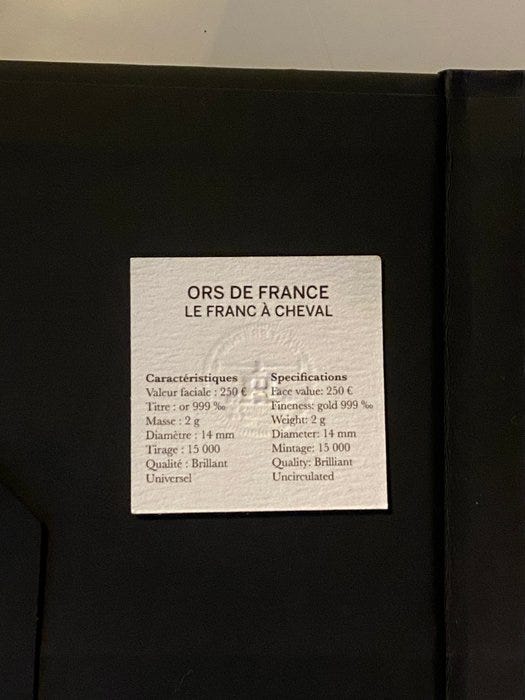 ORS DE FRANCE
LE FRANC À CHEVAL
Caractéristiques
Valeur faciale : 250 €
Titre : or 999 ‰
Masse : 2 g
Diamètre : 14 mm
Tirage : 15 000
Qualité : Brillant
Universel
Specifications
Face value: 250 €
Fineness: gold 999 ‰
Weight: 2 g
Diameter: 14 mm
Mintage: 15 000
Quality: Brilliant
Uncirculated